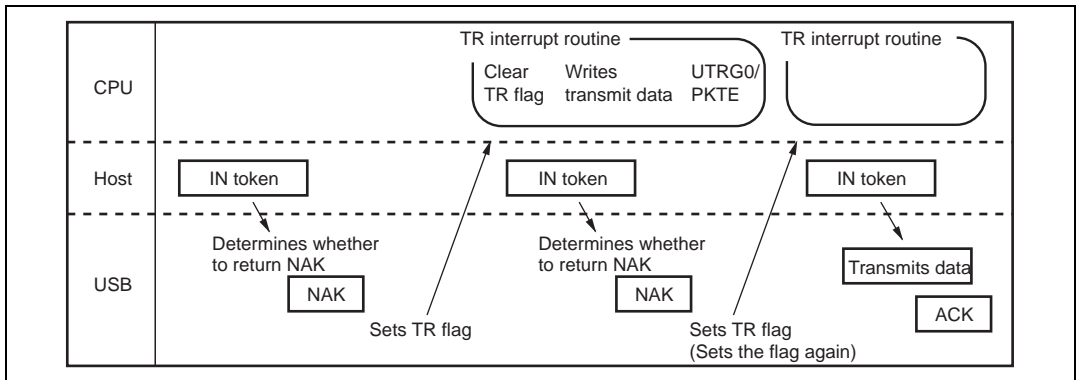 TR interrupt routine
TR interrupt routine
Clear Writes UTRG0/
TR flag transmit data PKTE
CPU
Host
IN token
IN token
IN token
Determines whether
to return NAK
Determines whether
to return NAK
Transmits data
USB
NAK
NAK
ACK
Sets TR flag
Sets TR flag
(Sets the flag again)